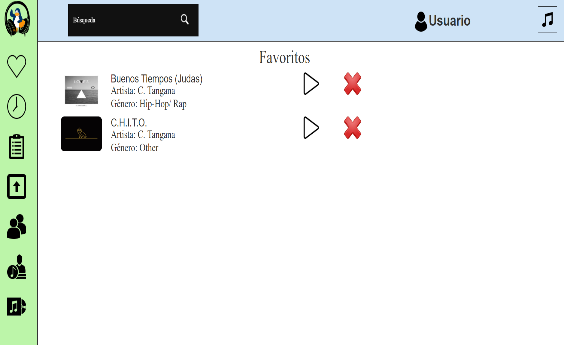 Búsqueda
Usuario
Favoritos
Buenos Tiempos (Judas)
Artista: C. Tangana
Género: Hip-Hop/ Rap
C.H.I.T.O.
Artista: C. Tangana
Género: Other